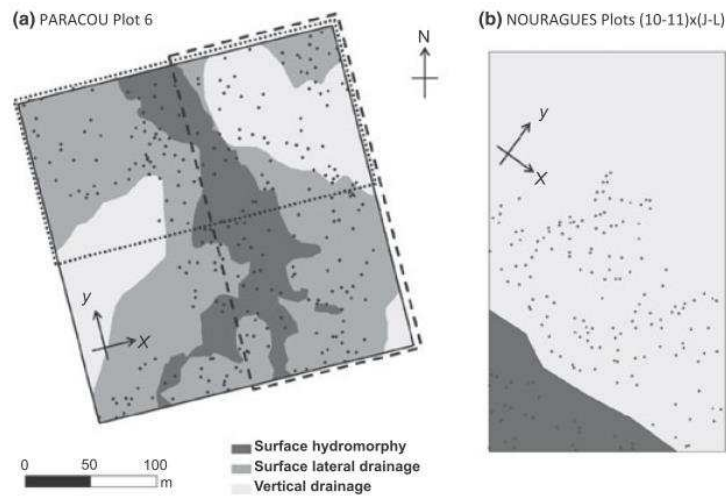 (a) PARACOU Plot 6
(b) NOURAGUES Plots (10-11)x(J-L)
N
y
x
y
x
Surface hydromorphy
Surface lateral drainage
Vertical drainage
0 50 100
m